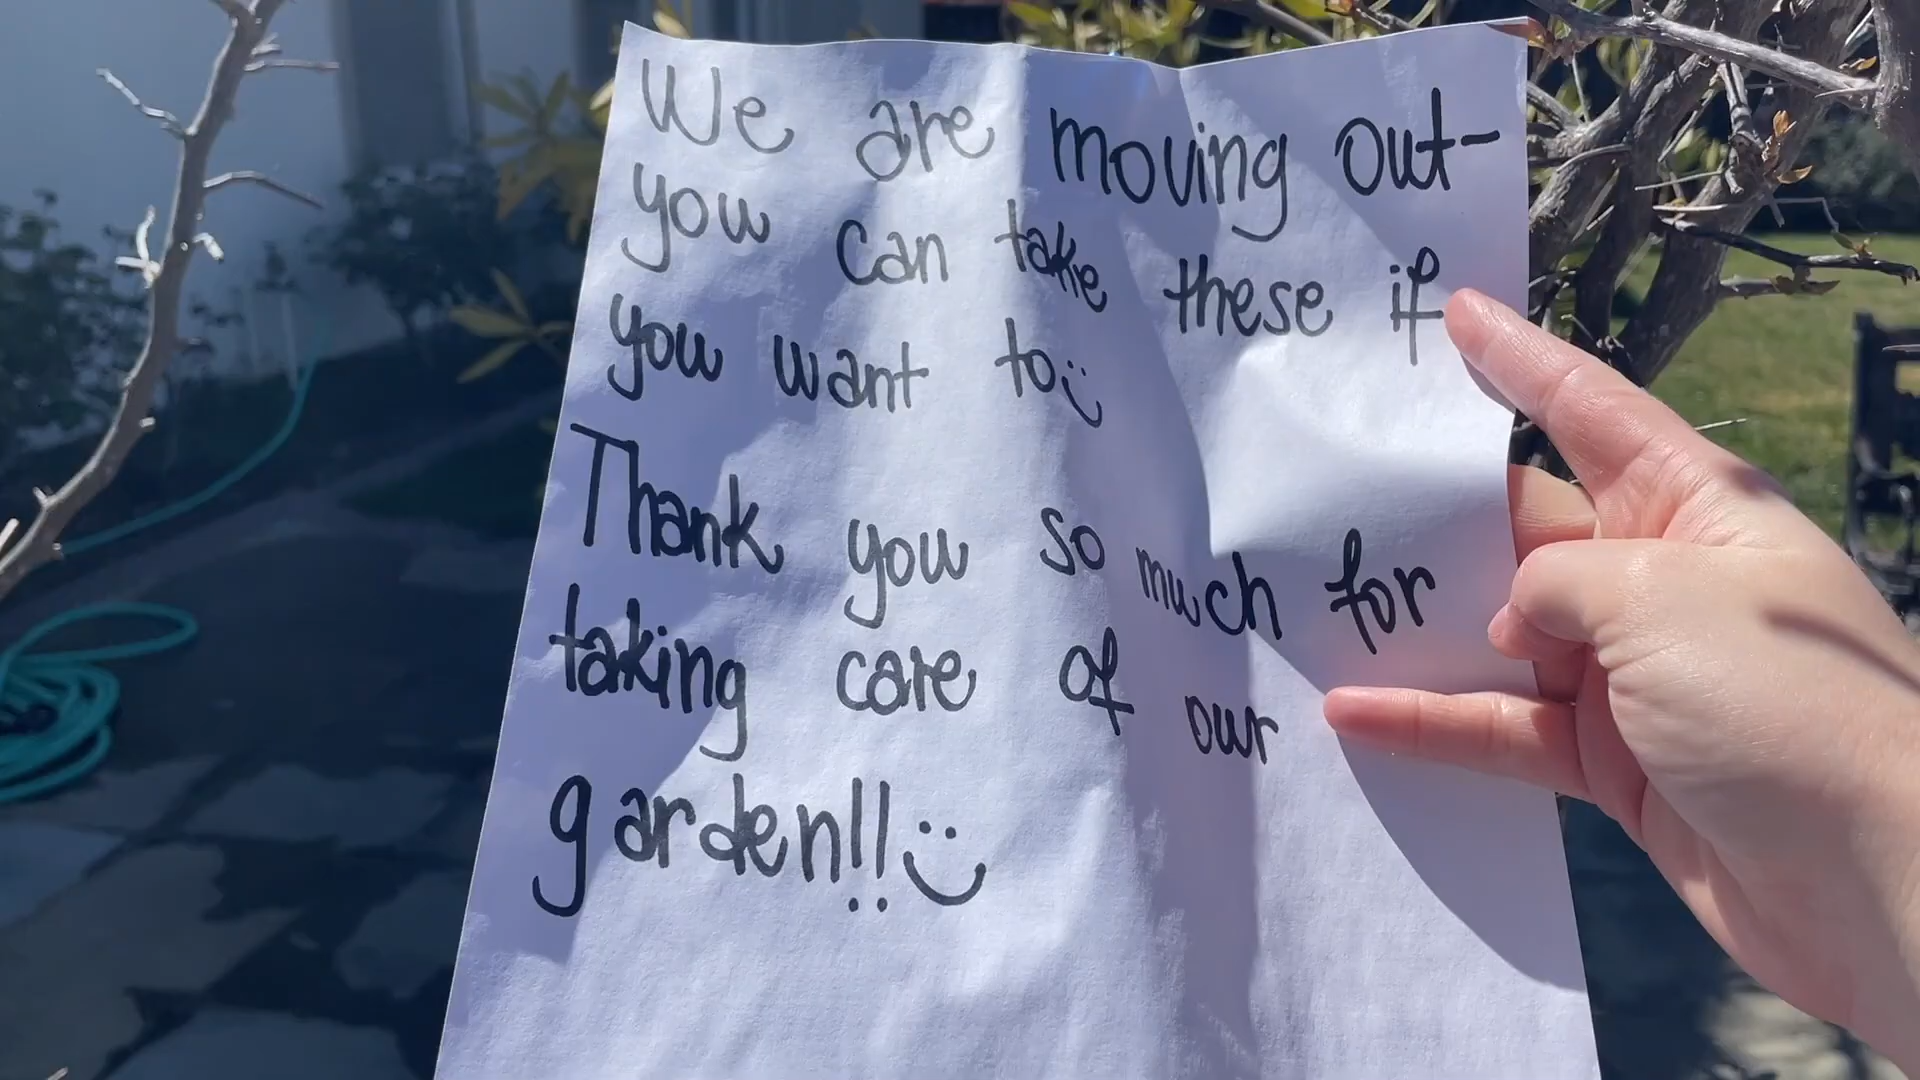 We are moving out-
you can take these if
you want to :)
Thank you so much for
taking care of our
garden!! :)